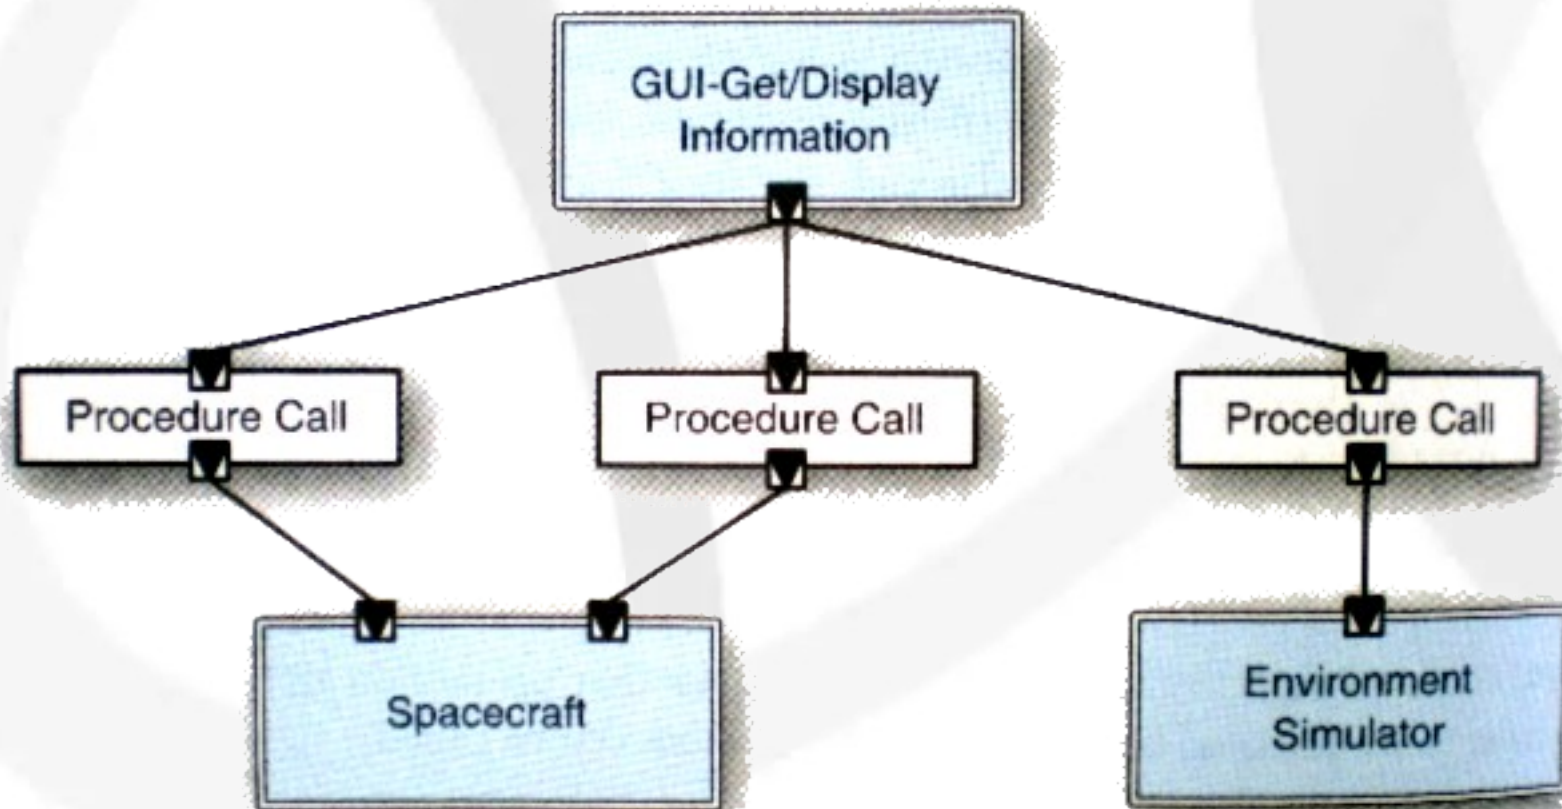 GUI-Get/Display
Information
Procedure Call
Procedure Call
Procedure Call
Spacecraft
Environment
Simulator